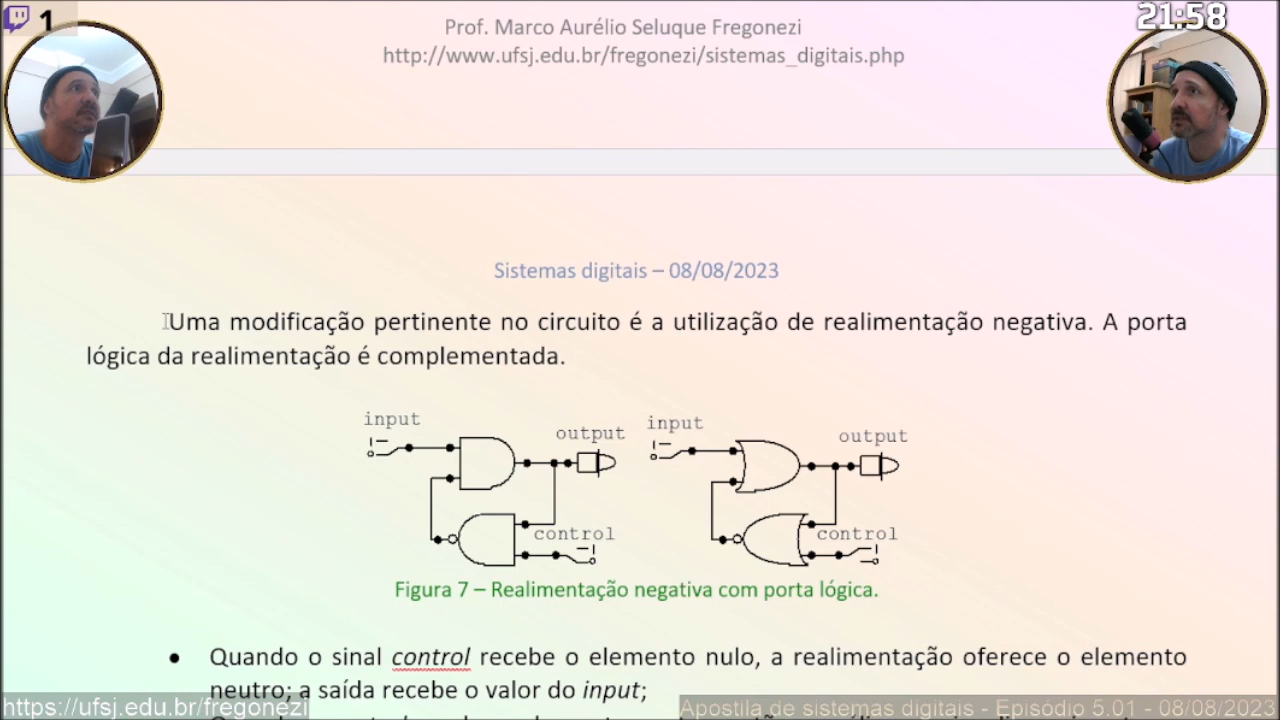 1
21:58
Prof. Marco Aurélio Seluque Fregonezi
http://www.ufsj.edu.br/fregonezi/sistemas_digitais.php
Sistemas digitais – 08/08/2023
Uma modificação pertinente no circuito é a utilização de realimentação negativa. A porta
lógica da realimentação é complementada.
input
output
control
input
output
control
Figura 7 – Realimentação negativa com porta lógica.
• Quando o sinal control recebe o elemento nulo, a realimentação oferece o elemento
neutro; a saída recebe o valor do input;
https://ufsj.edu.br/fregonezi
Apostila de sistemas digitais - Episódio 5.01 - 08/08/2023